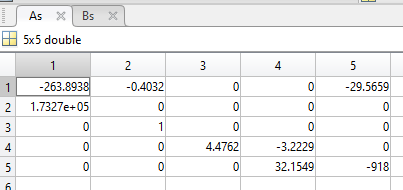 As Bs
5x5 double
1 2 3 4 5
1 -263.8938 -0.4032 0 0 -29.5659
2 1.7327e+05 0 0 0 0
3 0 1 0 0 0
4 0 0 4.4762 -3.2229 0
5 0 0 0 32.1549 -918
6